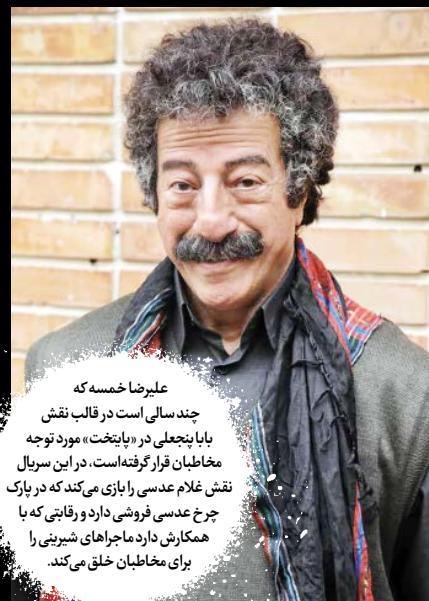 علیرضا خمسه که
چند سالی است در قالب نقش
بابا پنجعلی در «پایتخت» مورد توجه
مخاطبان قرار گرفته‌است، در این سریال
نقش غلام عدسی را بازی می‌کند که در پارک
چرخ عدسی فروشی دارد و رقابتی که با
همکارش دارد ماجراهای شیرینی را
برای مخاطبان خلق می‌کند.